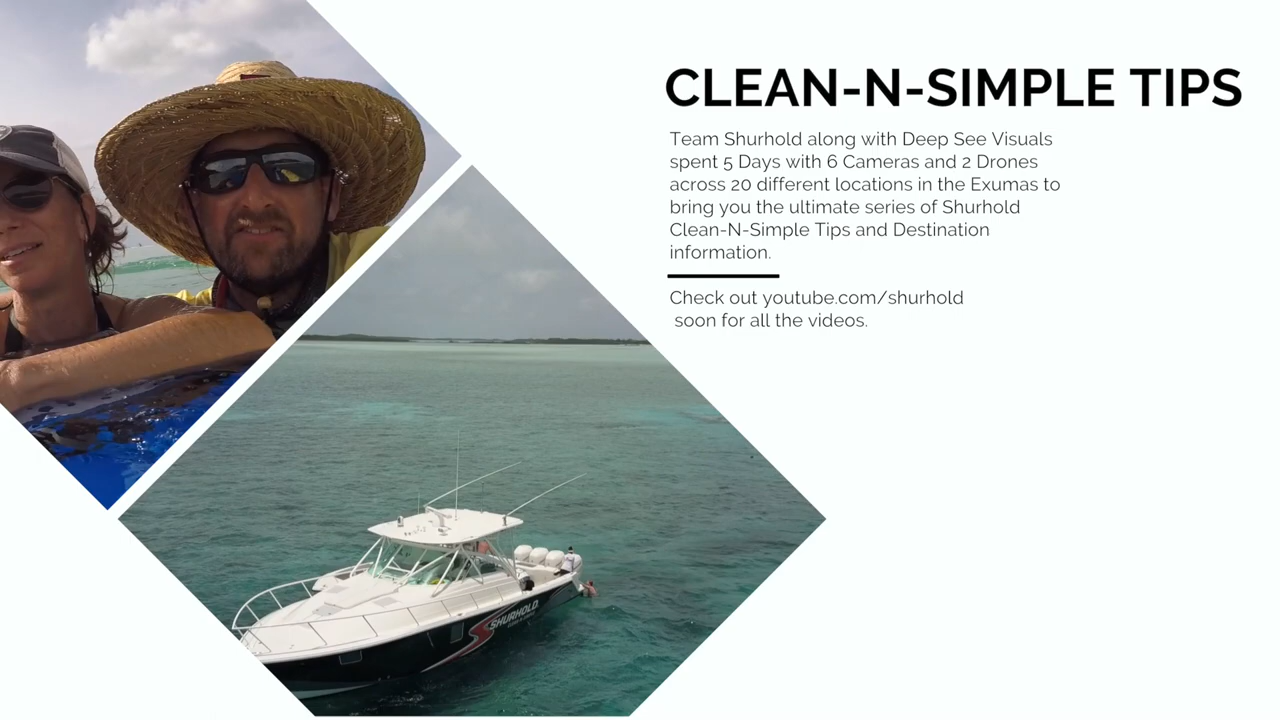 CLEAN-N-SIMPLE TIPS
Team Shurhold along with Deep See Visuals
spent 5 Days with 6 Cameras and 2 Drones
across 20 different locations in the Exumas to
bring you the ultimate series of Shurhold
Clean-N-Simple Tips and Destination
information.
Check out youtube.com/shurhold
soon for all the videos.
SHURHOLD